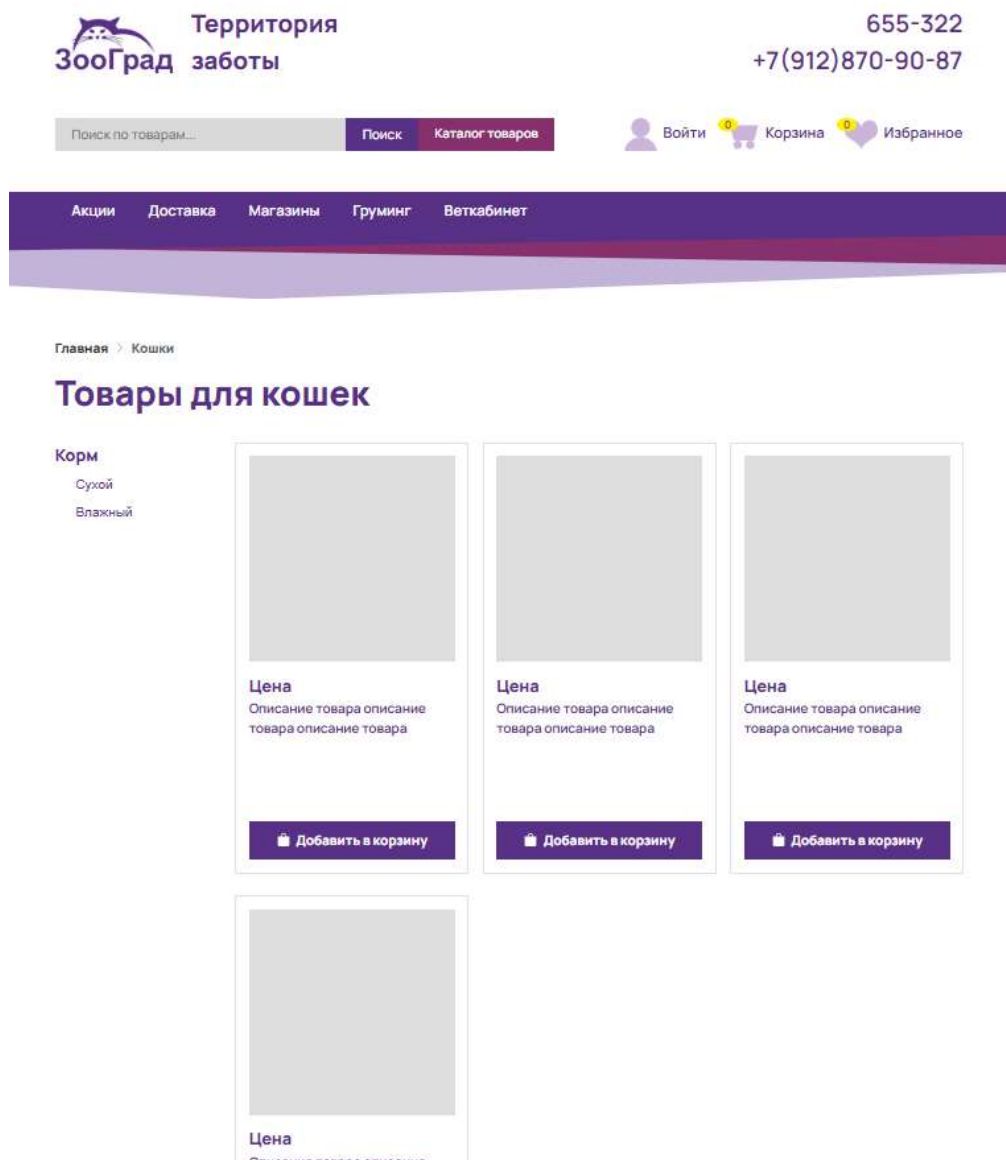 Территория
заботы
ЗооГрад
655-322
+7(912)870-90-87
Поиск по товарам...
Поиск
Каталог товаров
Войти
0
Корзина
0
Избранное
Акции Доставка Магазины Груминг Веткабинет
Главная > Кошки
Товары для кошек
Корм
Сухой
Влажный
Цена
Описание товара описание
товара описание товара
Добавить в корзину
Цена
Описание товара описание
товара описание товара
Добавить в корзину
Цена
Описание товара описание
товара описание товара
Добавить в корзину
Цена